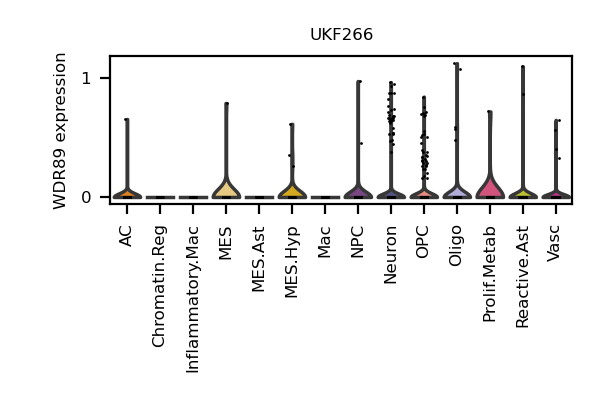 UKF266
WDR89 expression
1
0
AC
Chromatin.Reg
Inflammatory.Mac
MES
MES.Ast
MES.Hyp
Mac
NPC
Neuron
OPC
Oligo
Prolif.Metab
Reactive.Ast
Vasc